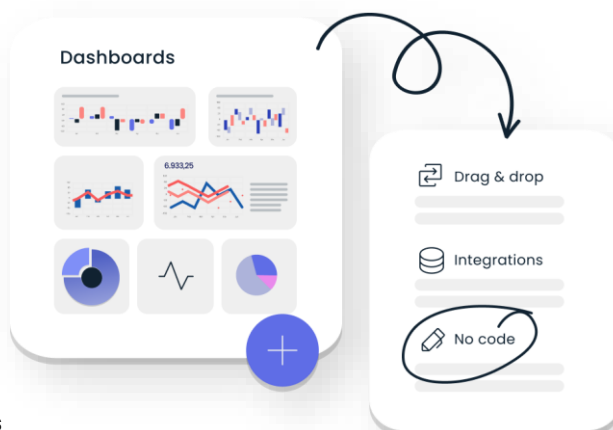 Dashboards
6.933,25
Drag & drop
Integrations
No code